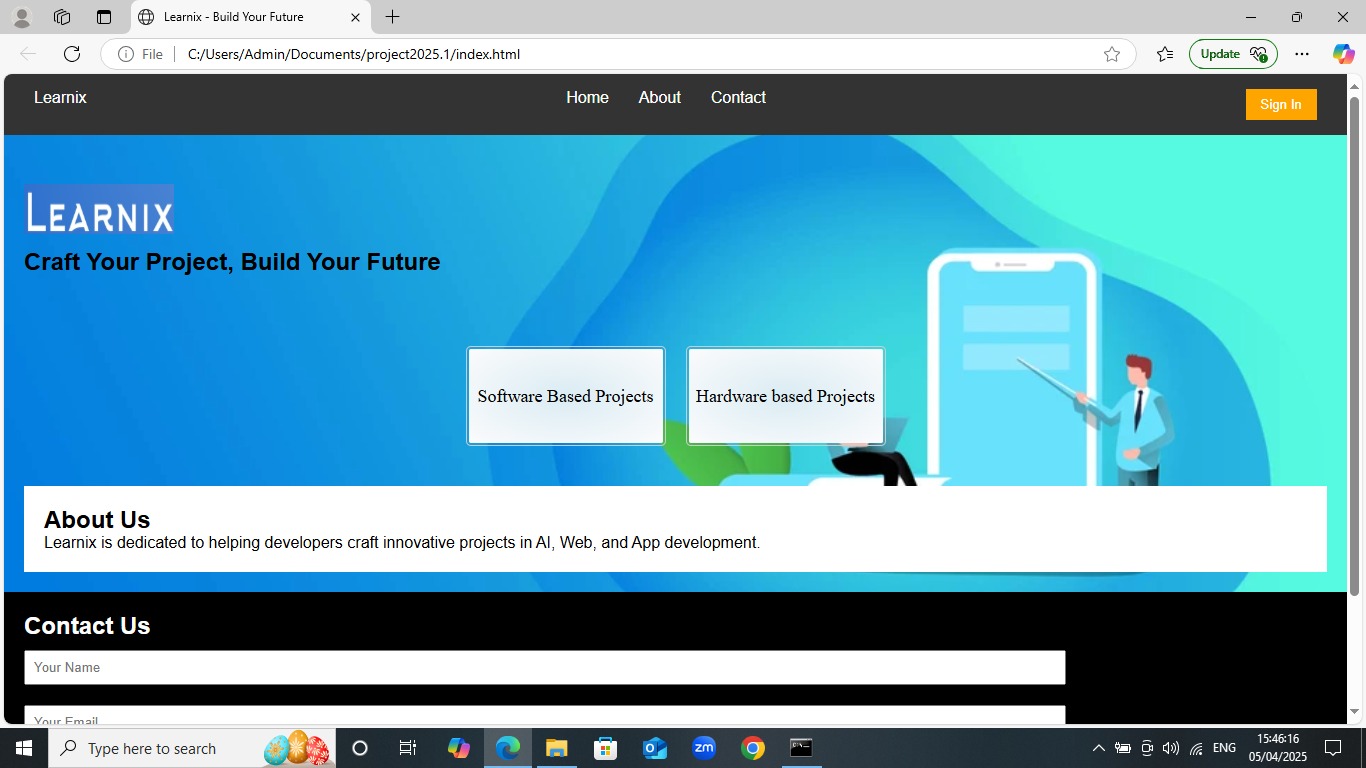 Learnix - Build Your Future
File
C:/Users/Admin/Documents/project2025.1/index.html
Update
Learnix
Home
About
Contact
Sign In
LEARNIX
Craft Your Project, Build Your Future
Software Based Projects
Hardware based Projects
About Us
Learnix is dedicated to helping developers craft innovative projects in AI, Web, and App development.
Contact Us
Your Name
Your Email
Type here to search
zm
ENG
15:46:16
05/04/2025